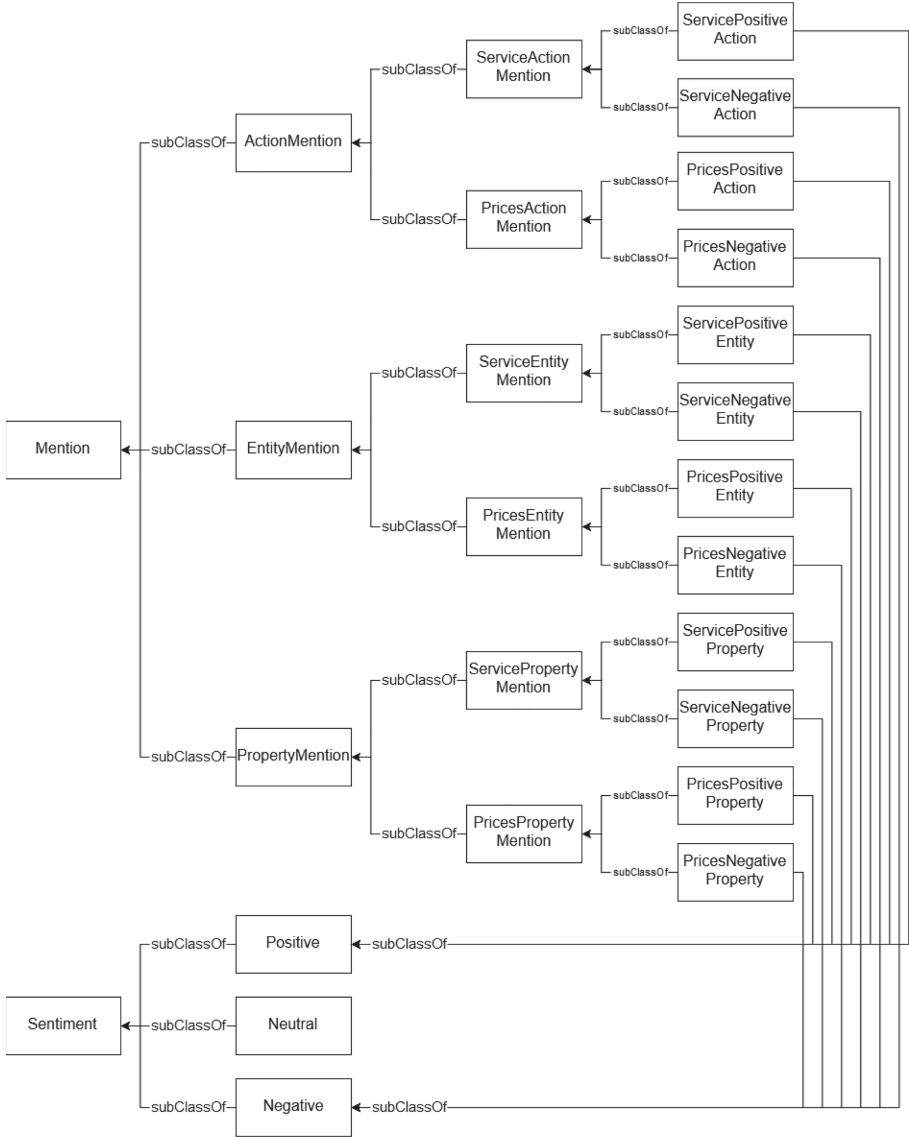 ServicePositive
Action
subClassOf
ServiceAction
Mention
subClassOf
ServiceNegative
Action
subClassOf
ActionMention
subClassOf
PricesPositive
Action
subClassOf
PricesAction
Mention
subClassOf
PricesNegative
Action
subClassOf
subClassOf
ServicePositive
Entity
subClassOf
ServiceEntity
Mention
subClassOf
ServiceNegative
Entity
subClassOf
Mention
subClassOf
EntityMention
PricesPositive
Entity
subClassOf
PricesEntity
Mention
subClassOf
PricesNegative
Entity
subClassOf
ServicePositive
Property
subClassOf
ServiceProperty
Mention
subClassOf
ServiceNegative
Property
subClassOf
PropertyMention
subClassOf
PricesPositive
Property
subClassOf
PricesProperty
Mention
subClassOf
PricesNegative
Property
subClassOf
subClassOf
Positive
subClassOf
Sentiment
subClassOf
Neutral
subClassOf
Negative
subClassOf